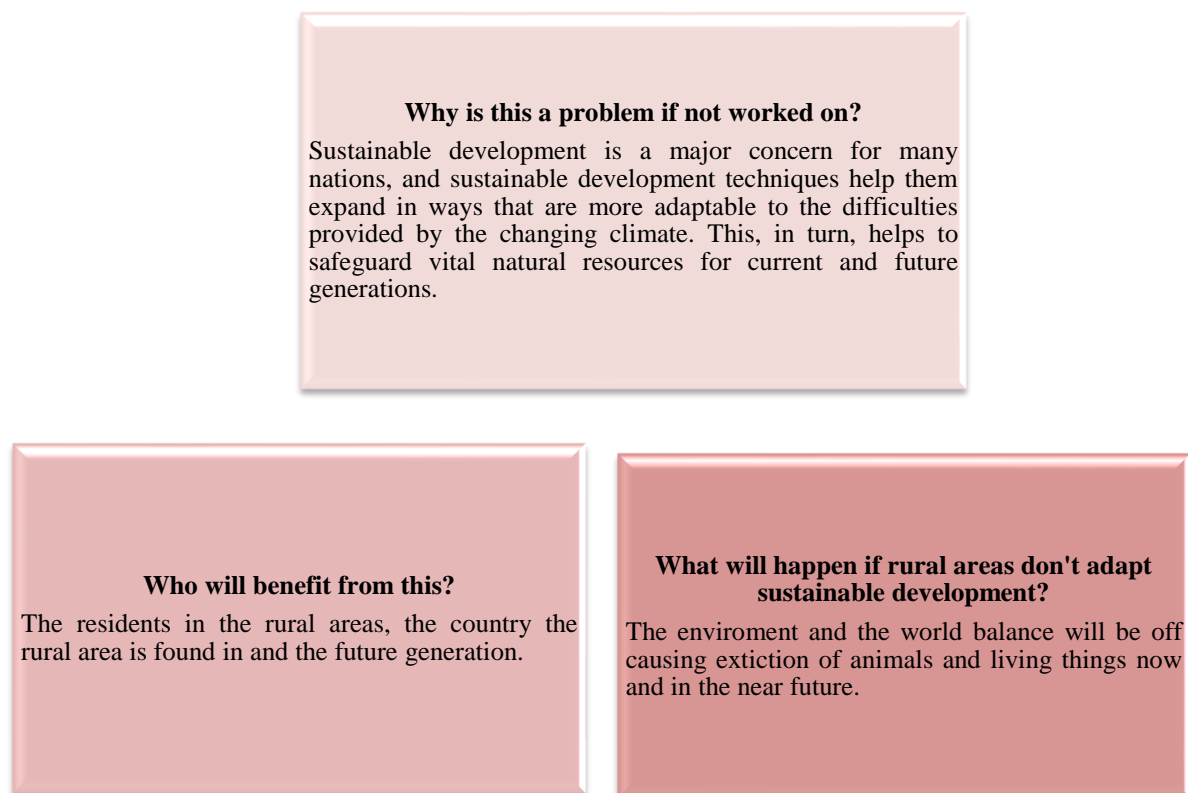 Why is this a problem if not worked on?
Sustainable development is a major concern for many
nations, and sustainable development techniques help them
expand in ways that are more adaptable to the difficulties
provided by the changing climate. This, in turn, helps to
safeguard vital natural resources for current and future
generations.
Who will benefit from this?
The residents in the rural areas, the country the
rural area is found in and the future generation.
What will happen if rural areas don't adapt
sustainable development?
The enviroment and the world balance will be off
causing extiction of animals and living things now
and in the near future.